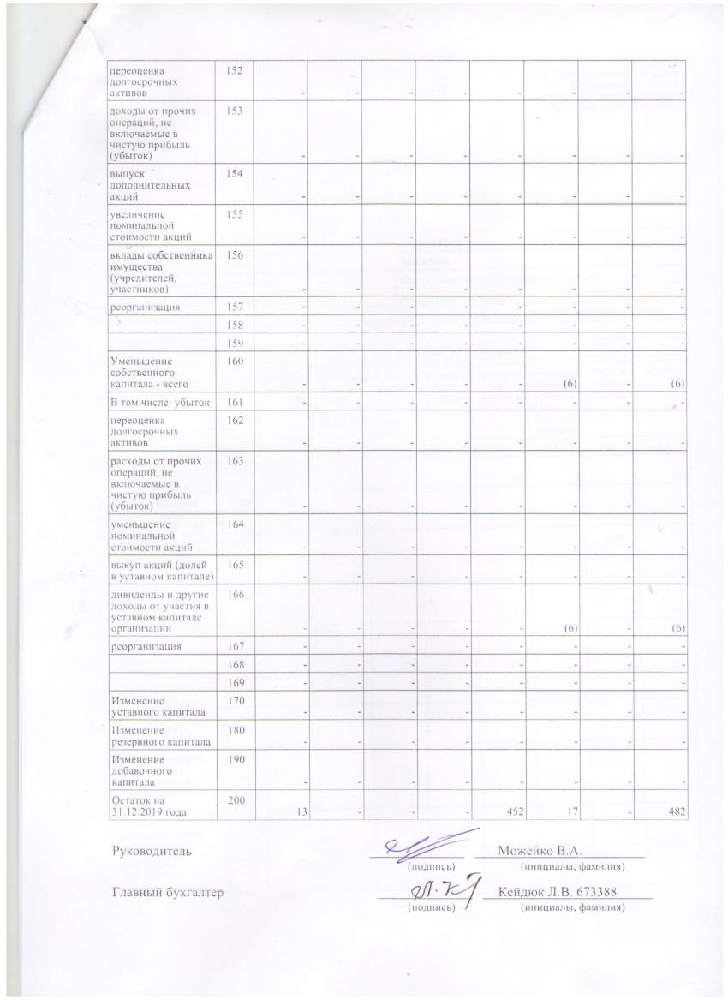 переоценка 152
долгосрочных
активов - - - - - - - -
доходы от прочих 153
операций, не
включаемые в
чистую прибыль
(убыток) - - - - - - - -
выпуск 154
дополнительных
акций - - - - - - - -
увеличение 155
номинальной
стоимости акций - - - - - - - -
вклады собственника 156
имущества
(учредителей,
участников) - - - - - - - -
реорганизация 157 - - - - - - - -
158 - - - - - - - -
159 - - - - - - - -
Уменьшение 160
собственного
капитала - всего - - - - - (6) - (6)
В том числе: убыток 161 - - - - - - - -
переоценка 162
долгосрочных
активов - - - - - - - -
расходы от прочих 163
операций, не
включаемые в
чистую прибыль
(убыток) - - - - - - - -
уменьшение 164
номинальной
стоимости акций - - - - - - - -
выкуп акций (долей 165
в уставном капитале) - - - - - - - -
дивиденды и другие 166
доходы от участия в
уставном капитале
организации - - - - - (6) - (6)
реорганизация 167 - - - - - - - -
168 - - - - - - - -
169 - - - - - - - -
Изменение 170
уставного капитала - - - - - - - -
Изменение 180
резервного капитала - - - - - - - -
Изменение 190
добавочного
капитала - - - - - - - -
Остаток на 200
31.12.2019 года 13 - - - 452 17 - 482
Руководитель Можейко В.А.
(подпись) (инициалы, фамилия)
Главный бухгалтер Кейдюк Л.В. 673388
(подпись) (инициалы, фамилия)